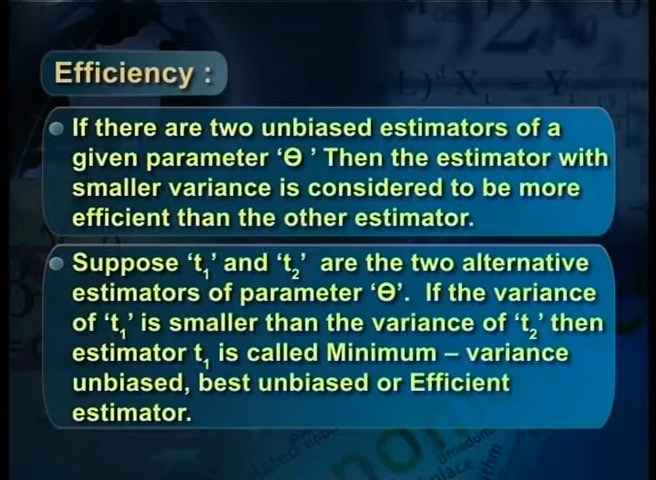 Efficiency :
If there are two unbiased estimators of a
given parameter ‘Ɵ ’ Then the estimator with
smaller variance is considered to be more
efficient than the other estimator.
Suppose ‘t₁’ and ‘t₂’ are the two alternative
estimators of parameter ‘Ɵ’. If the variance
of ‘t₁’ is smaller than the variance of ‘t₂’ then
estimator t₁ is called Minimum – variance
unbiased, best unbiased or Efficient
estimator.